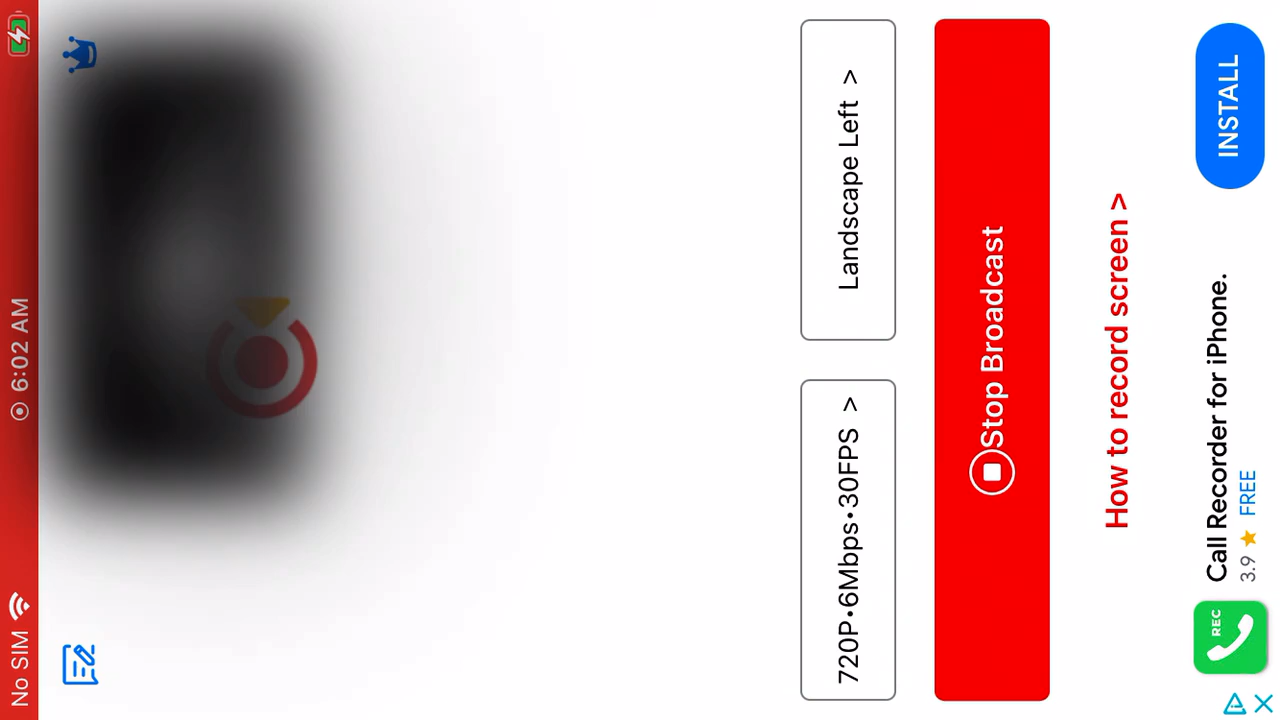 No SIM 6:02 AM
720P•6Mbps•30FPS >
Landscape Left >
Stop Broadcast
How to record screen >
REC
Call Recorder for iPhone.
3.9 ★ FREE
INSTALL